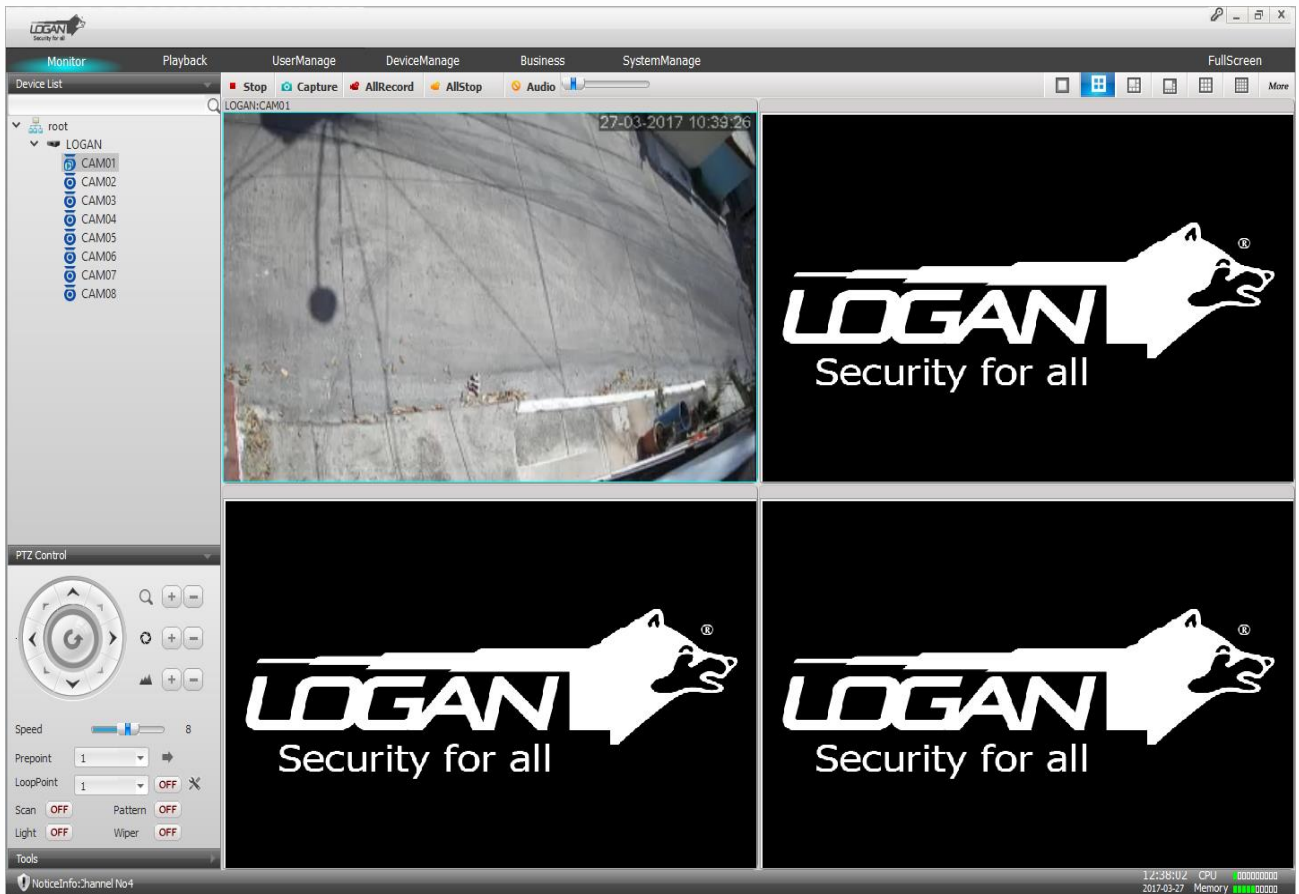 LOGAN
Security for all
Monitor Playback UserManage DeviceManage Business SystemManage FullScreen
Device List
Stop Capture AllRecord AllStop Audio More
LOGAN:CAM01
27-03-2017 10:39:26
root
LOGAN
CAM01
CAM02
CAM03
CAM04
CAM05
CAM06
CAM07
CAM08
LOGAN ®
Security for all
PTZ Control
Speed 8
Prepoint 1
LoopPoint 1 OFF
Scan OFF Pattern OFF
Light OFF Wiper OFF
Tools
LOGAN ®
Security for all
LOGAN ®
Security for all
NoticeInfo:Channel No4
12:38:02 CPU
2017-03-27 Memory